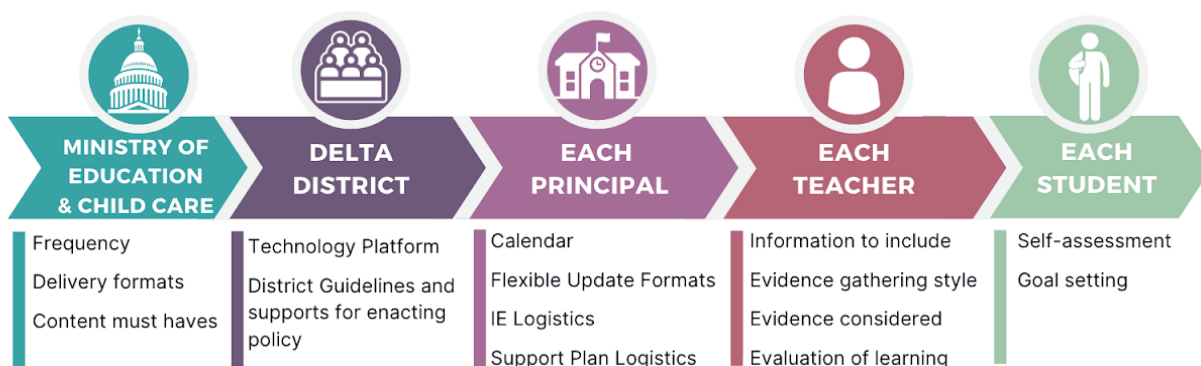 MINISTRY OF
EDUCATION
& CHILD CARE
Frequency
Delivery formats
Content must haves
DELTA
DISTRICT
Technology Platform
District Guidelines and
supports for enacting
policy
EACH
PRINCIPAL
Calendar
Flexible Update Formats
IE Logistics
Support Plan Logistics
EACH
TEACHER
Information to include
Evidence gathering style
Evidence considered
Evaluation of learning
EACH
STUDENT
Self-assessment
Goal setting